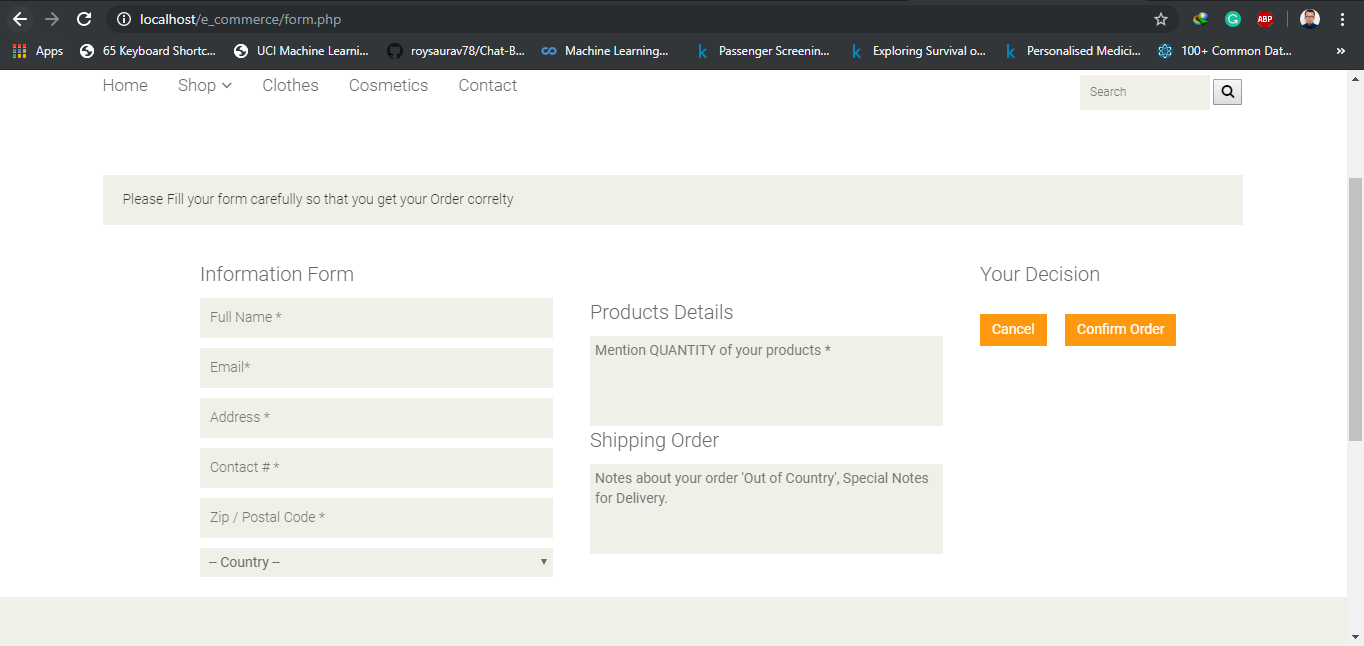 localhost/e_commerce/form.php
ABP
Apps
65 Keyboard Shortc...
UCI Machine Learni...
roysaurav78/Chat-B...
Machine Learning...
Passenger Screenin...
Exploring Survival o...
Personalised Medici...
100+ Common Dat...
»
Home
Shop
Clothes
Cosmetics
Contact
Search
Please Fill your form carefully so that you get your Order correlty
Information Form
Full Name *
Email*
Address *
Contact # *
Zip / Postal Code *
-- Country --
Products Details
Mention QUANTITY of your products *
Shipping Order
Notes about your order 'Out of Country', Special Notes
for Delivery.
Your Decision
Cancel
Confirm Order